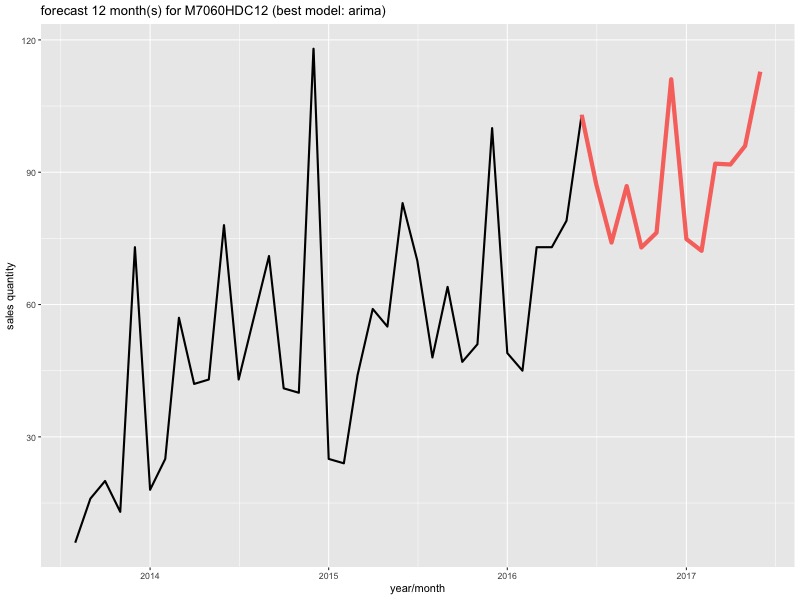 forecast 12 month(s) for M7060HDC12 (best model: arima)
120
90
60
30
sales quantity
2014 2015 2016 2017
year/month